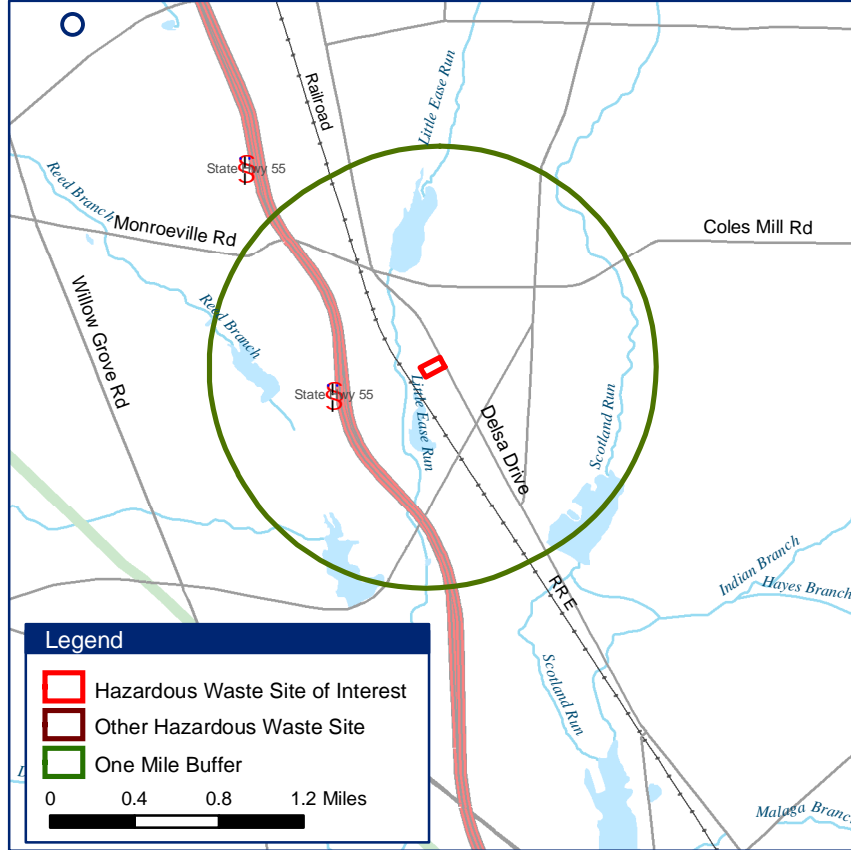 Railroad
Little Ease Run
Scotland Run
State Hwy 55
Reed Branch
Monroeville Rd
Coles Mill Rd
Willow Grove Rd
Reed Branch
State Hwy 55
Little Ease Run
Delsa Drive
Scotland Run
RR E
Indian Branch
Hayes Branch
Scotland Run
Malaga Branch
Legend
Hazardous Waste Site of Interest
Other Hazardous Waste Site
One Mile Buffer
0 0.4 0.8 1.2 Miles